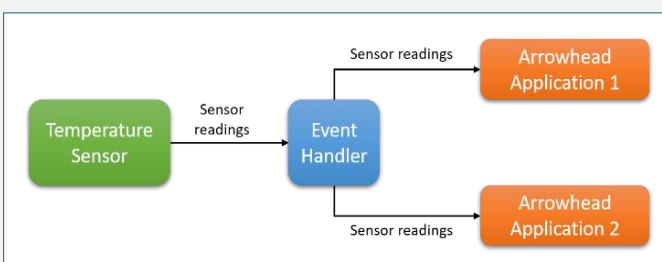 Temperature
Sensor
Sensor
readings
Event
Handler
Sensor readings
Arrowhead
Application 1
Sensor readings
Arrowhead
Application 2